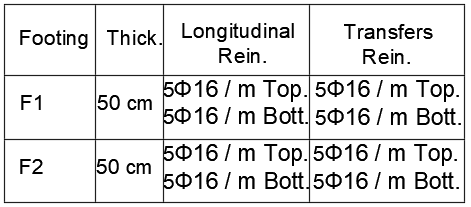 Footing Thick. Longitudinal Rein. Transfers Rein.
F1 50 cm 5Φ16 / m Top. 5Φ16 / m Top.
5Φ16 / m Bott. 5Φ16 / m Bott.
F2 50 cm 5Φ16 / m Top. 5Φ16 / m Top.
5Φ16 / m Bott. 5Φ16 / m Bott.